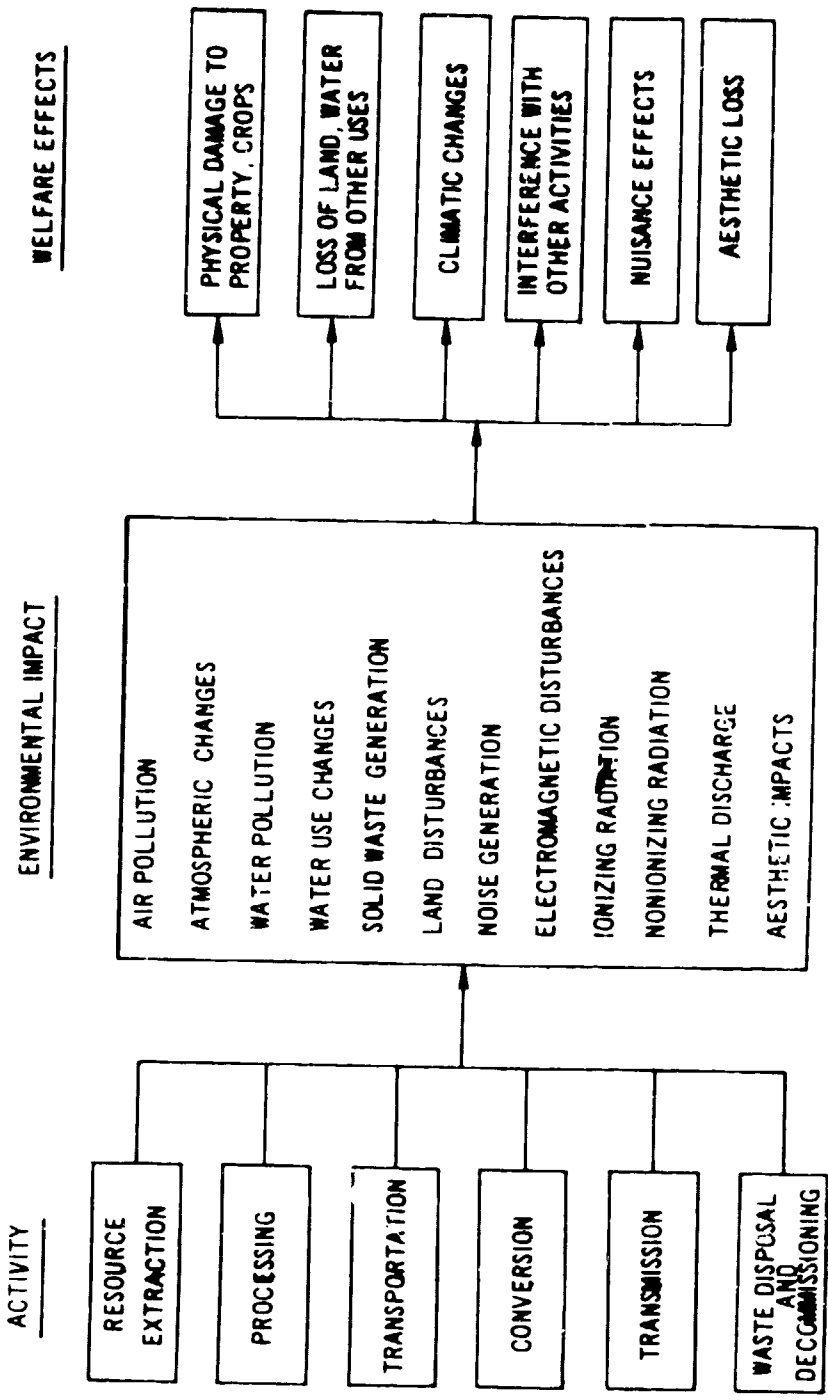 ACTIVITY
RESOURCE
EXTRACTION
PROCESSING
TRANSPORTATION
CONVERSION
TRANSMISSION
WASTE DISPOSAL
AND
DECOMMISSIONING
ENVIRONMENTAL IMPACT
AIR POLLUTION
ATMOSPHERIC CHANGES
WATER POLLUTION
WATER USE CHANGES
SOLID WASTE GENERATION
LAND DISTURBANCES
NOISE GENERATION
ELECTROMAGNETIC DISTURBANCES
IONIZING RADIATION
NONIONIZING RADIATION
THERMAL DISCHARGE
AESTHETIC IMPACTS
WELFARE EFFECTS
PHYSICAL DAMAGE TO
PROPERTY, CROPS
LOSS OF LAND, WATER
FROM OTHER USES
CLIMATIC CHANGES
INTERFERENCE WITH
OTHER ACTIVITIES
NUISANCE EFFECTS
AESTHETIC LOSS